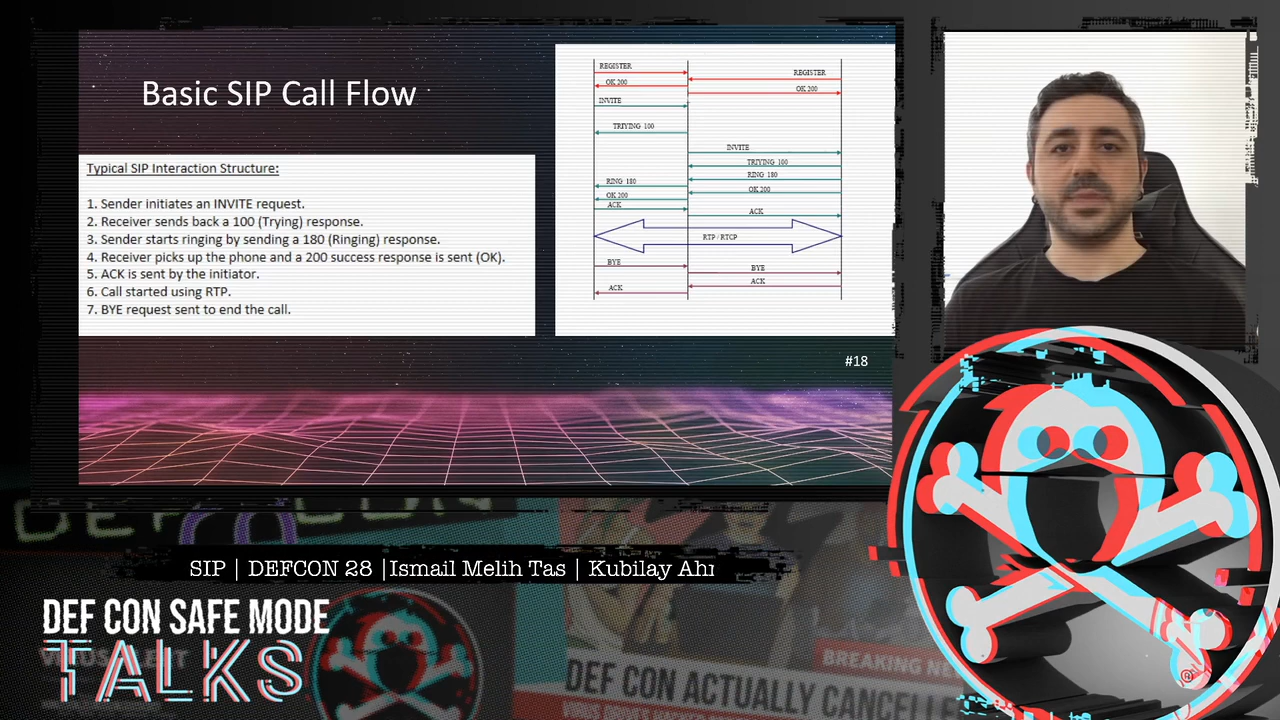 Basic SIP Call Flow
Typical SIP Interaction Structure:
1. Sender initiates an INVITE request.
2. Receiver sends back a 100 (Trying) response.
3. Sender starts ringing by sending a 180 (Ringing) response.
4. Receiver picks up the phone and a 200 success response is sent (OK).
5. ACK is sent by the initiator.
6. Call started using RTP.
7. BYE request sent to end the call.
REGISTER
REGISTER
OK 200
OK 200
INVITE
TRIYING 100
INVITE
TRIYING 100
RING 180
RING 180
OK 200
OK 200
ACK
ACK
RTP / RTCP
BYE
BYE
ACK
ACK
#18
DEF CON
SIP | DEFCON 28 |Ismail Melih Tas | Kubilay Ahı
DEF CON SAFE MODE
TALKS
BREAKING NE
DEF CON ACTUALLY CANCELLE
®